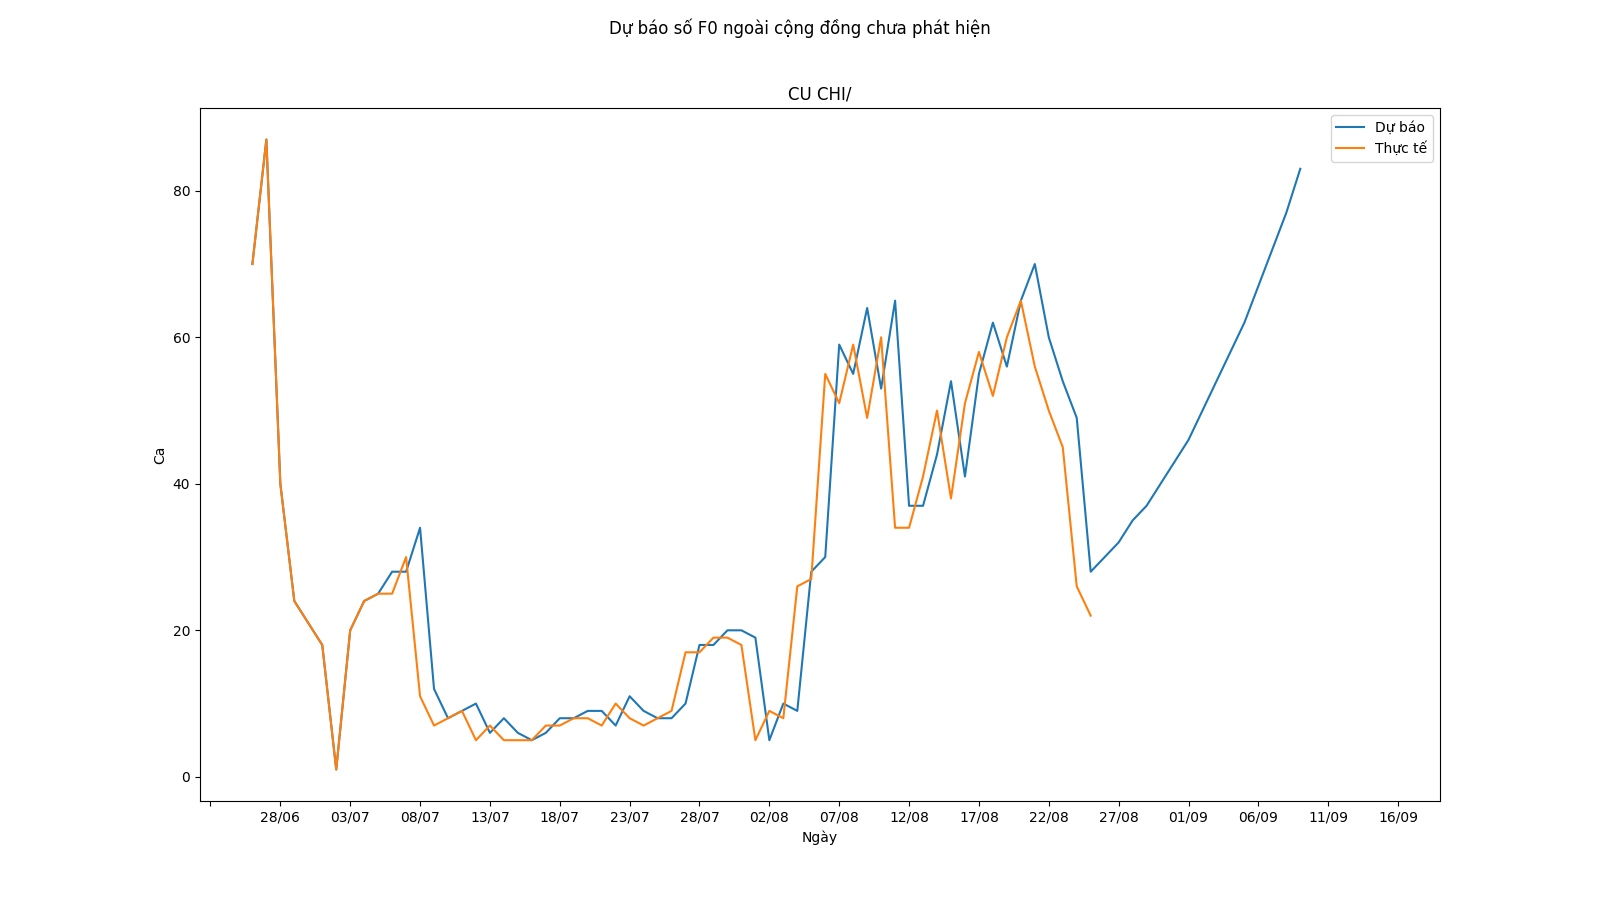 Dự báo số F0 ngoài cộng đồng chưa phát hiện
CU CHI/
Dự báo
Thực tế
80
60
40
20
0
Ca
28/06 03/07 08/07 13/07 18/07 23/07 28/07 02/08 07/08 12/08 17/08 22/08 27/08 01/09 06/09 11/09 16/09
Ngày